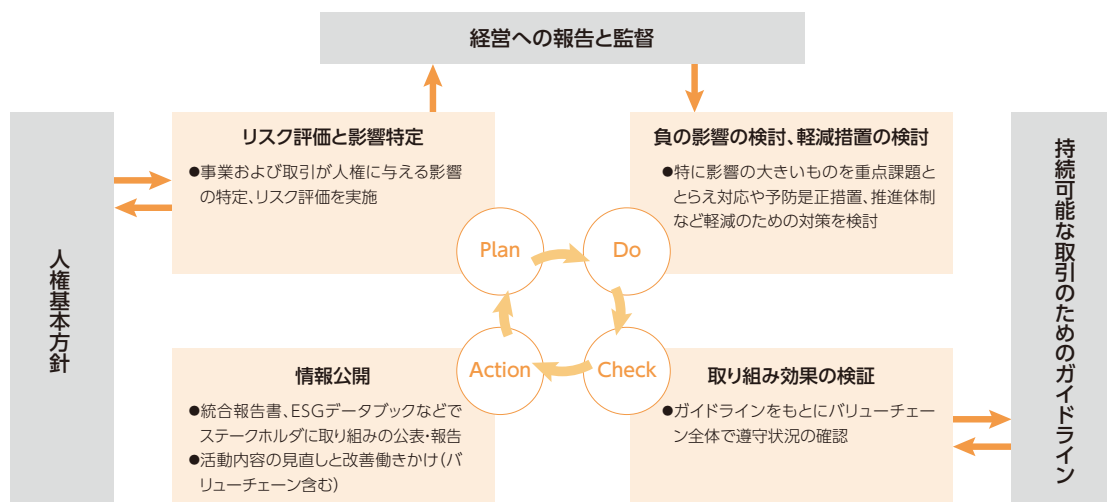 経営への報告と監督
人権基本方針
リスク評価と影響特定
●事業および取引が人権に与える影響
の特定、リスク評価を実施
負の影響の検討、軽減措置の検討
●特に影響の大きいものを重点課題と
とらえ対応や予防是正措置、推進体制
など軽減のための対策を検討
Plan
Do
Action
Check
情報公開
●統合報告書、ESGデータブックなどで
ステークホルダに取り組みの公表・報告
●活動内容の見直しと改善働きかけ(バ
リューチェーン含む)
取り組み効果の検証
●ガイドラインをもとにバリューチェー
ン全体で遵守状況の確認
持続可能な取引のためのガイドライン